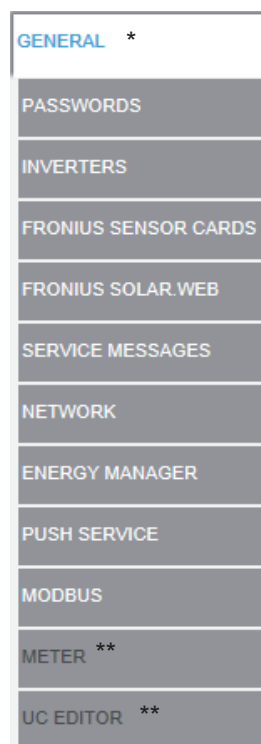 GENERAL *
PASSWORDS
INVERTERS
FRONIUS SENSOR CARDS
FRONIUS SOLAR.WEB
SERVICE MESSAGES
NETWORK
ENERGY MANAGER
PUSH SERVICE
MODBUS
METER **
UC EDITOR **